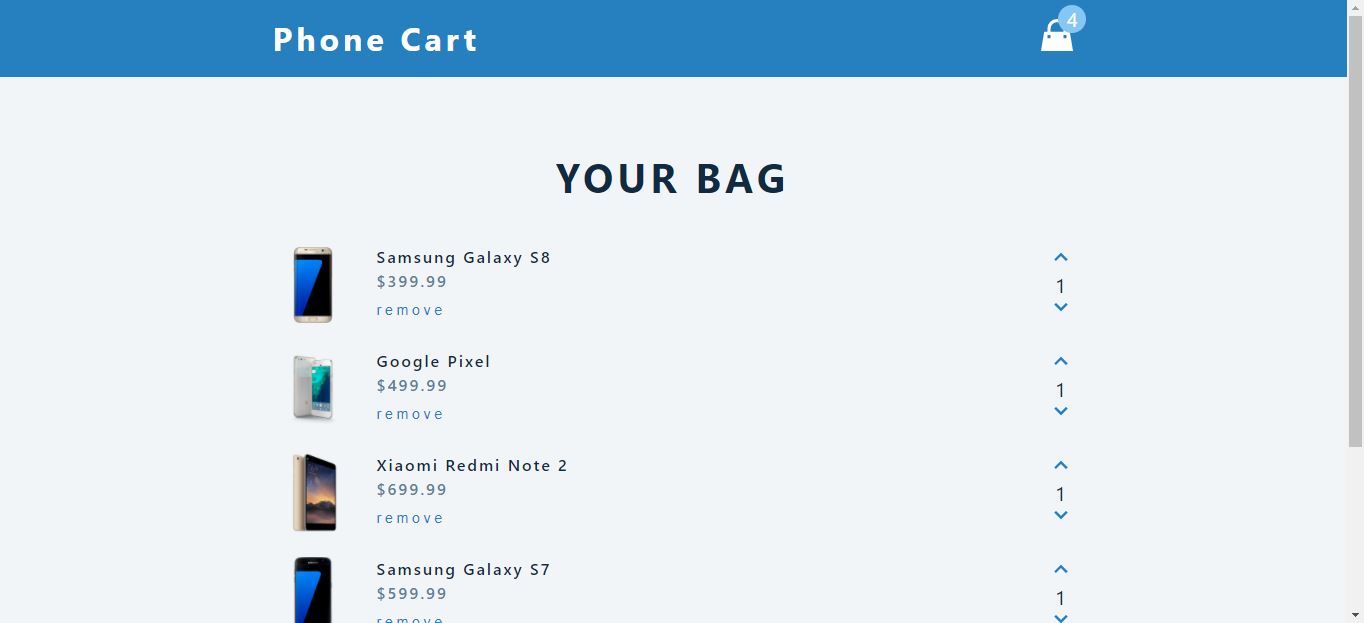 Phone Cart
4
YOUR BAG
Samsung Galaxy S8
$399.99
remove
1
Google Pixel
$499.99
remove
1
Xiaomi Redmi Note 2
$699.99
remove
1
Samsung Galaxy S7
$599.99
remove
1